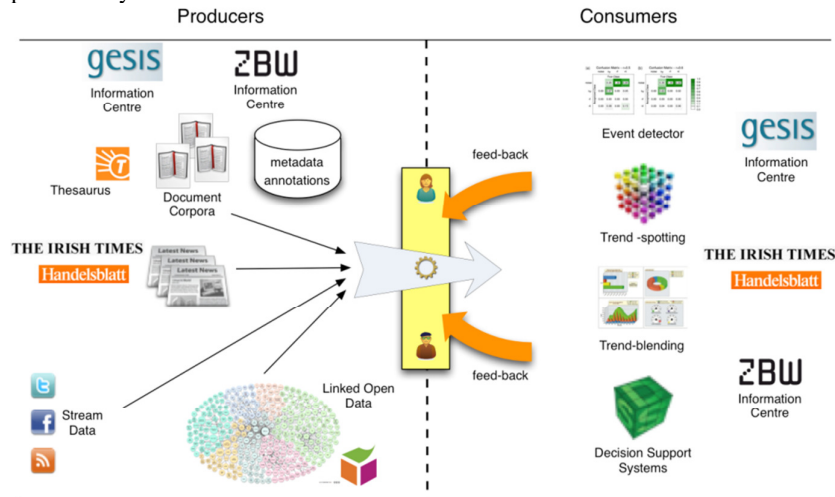 Producers
Consumers
gesis
Information
Centre
ZBW
Information
Centre
Thesaurus
T
Document
Corpora
metadata
annotations
THE IRISH TIMES
Handelsblatt
Latest News
Latest News
Latest News
Stream
Data
Linked Open
Data
feed-back
feed-back
Event detector
Trend -spotting
Trend-blending
Decision Support
Systems
gesis
Information
Centre
THE IRISH TIMES
Handelsblatt
ZBW
Information
Centre